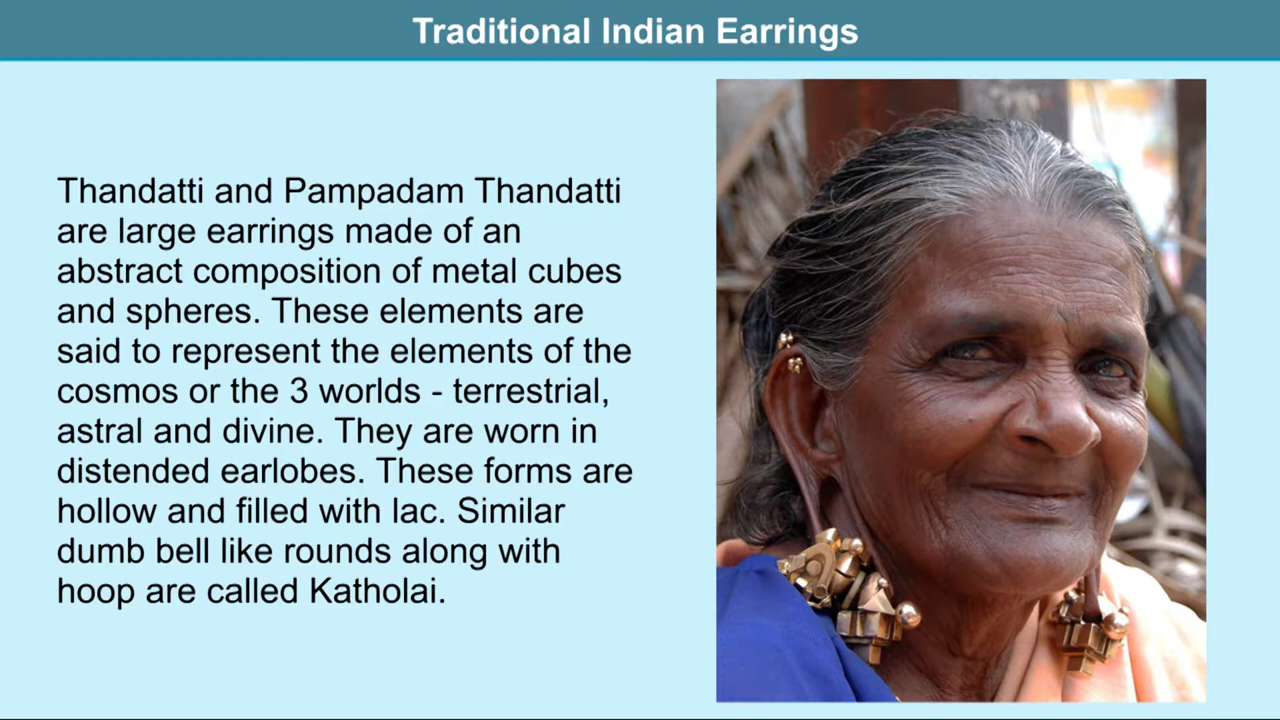 Traditional Indian Earrings
Thandatti and Pampadam Thandatti
are large earrings made of an
abstract composition of metal cubes
and spheres. These elements are
said to represent the elements of the
cosmos or the 3 worlds - terrestrial,
astral and divine. They are worn in
distended earlobes. These forms are
hollow and filled with lac. Similar
dumb bell like rounds along with
hoop are called Katholai.